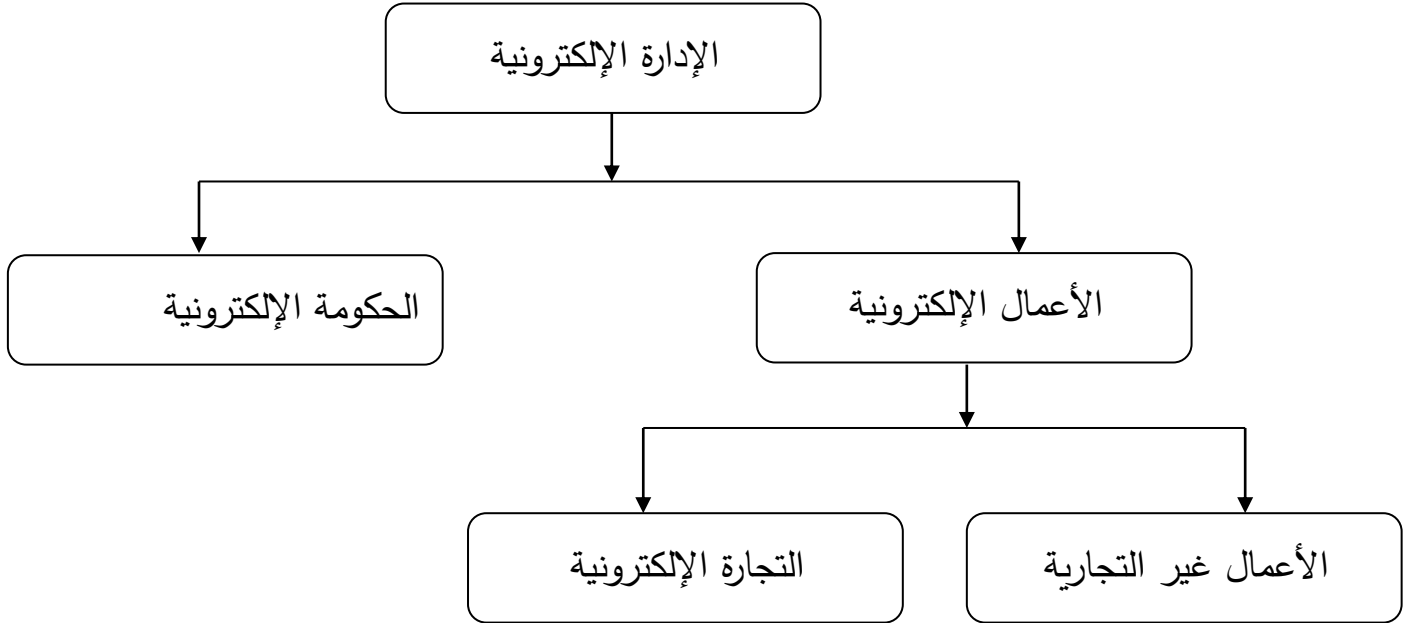 الإدارة الإلكترونية
الأعمال الإلكترونية
الحكومة الإلكترونية
الأعمال غير التجارية
التجارة الإلكترونية